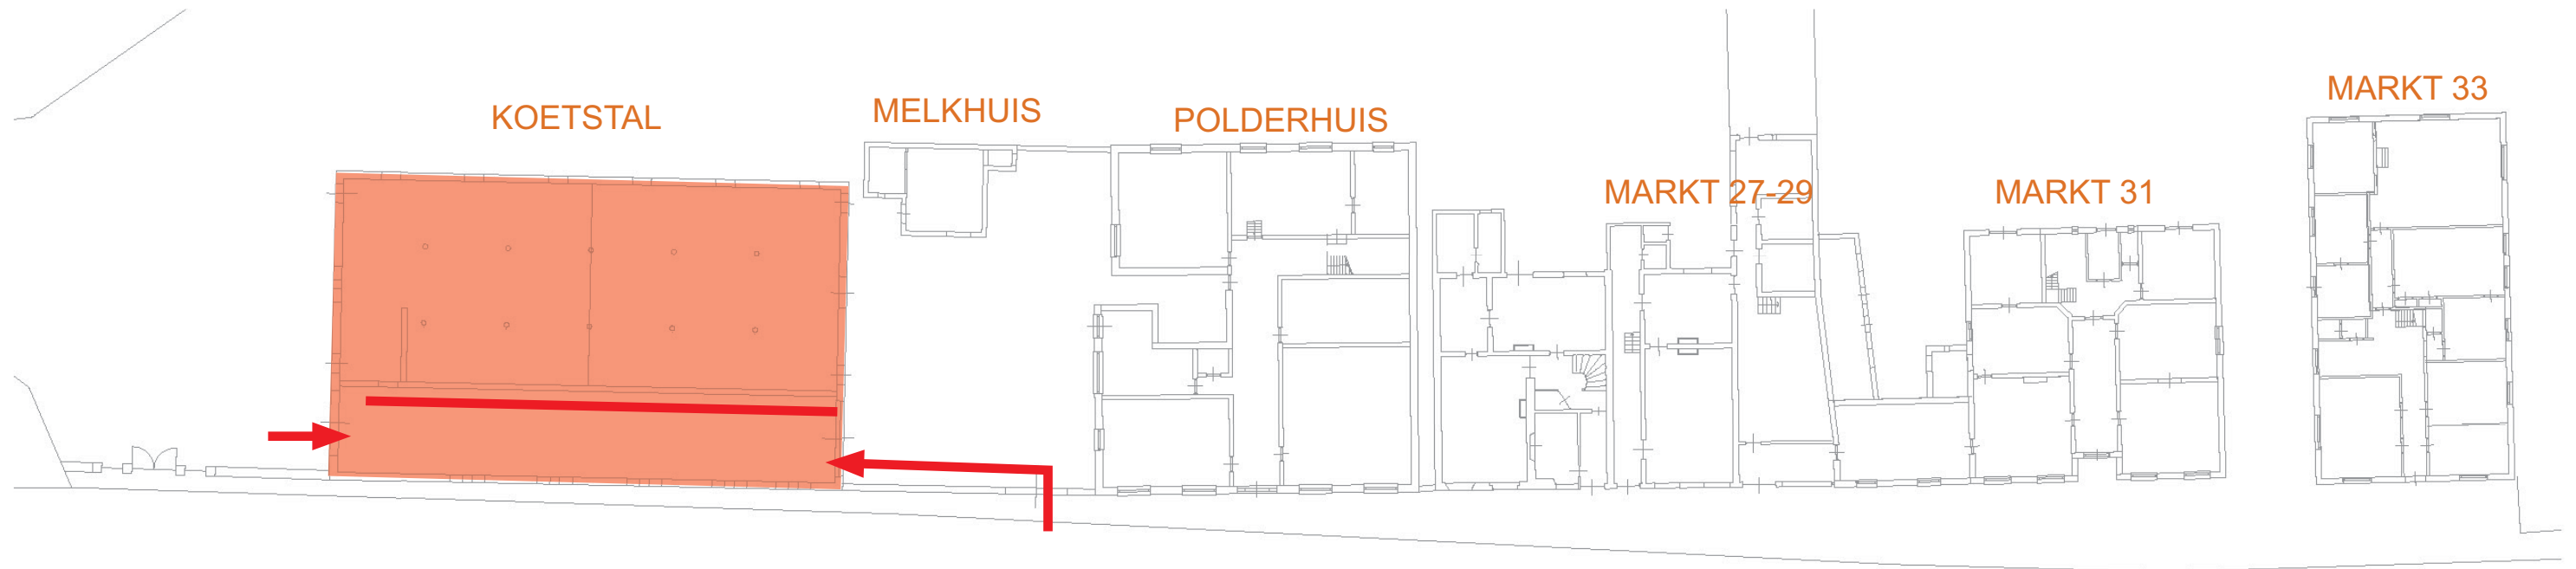 KOETSTAL
MELKHUIS
POLDERHUIS
MARKT 27-29
MARKT 31
MARKT 33